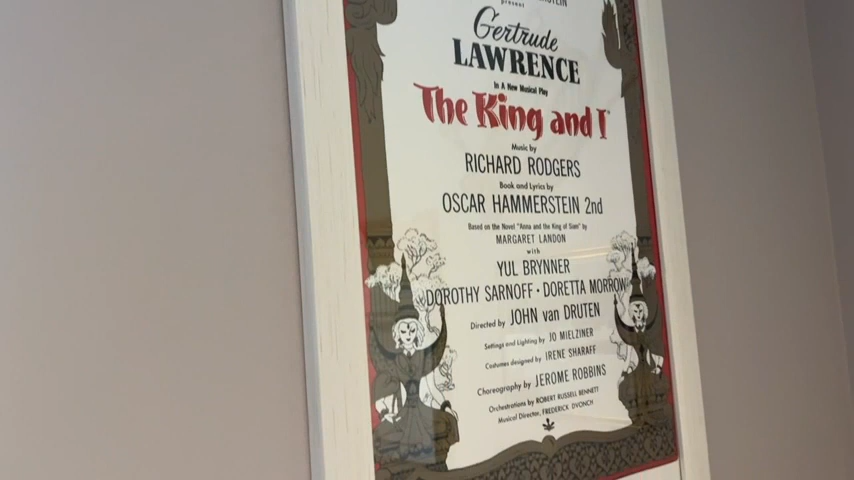 present
Gertrude
LAWRENCE
In A New Musical Play
The King and I
Music by
RICHARD RODGERS
Book and Lyrics by
OSCAR HAMMERSTEIN 2nd
Based on the Novel "Anna and the King of Siam" by
MARGARET LANDON
with
YUL BRYNNER
DOROTHY SARNOFF · DORETTA MORROW
Directed by JOHN van DRUTEN
Settings and Lighting by JO MIELZINER
Costumes designed by IRENE SHARAFF
Choreography by JEROME ROBBINS
Orchestrations by ROBERT RUSSELL BENNETT
Musical Director, FREDERICK DVONCH